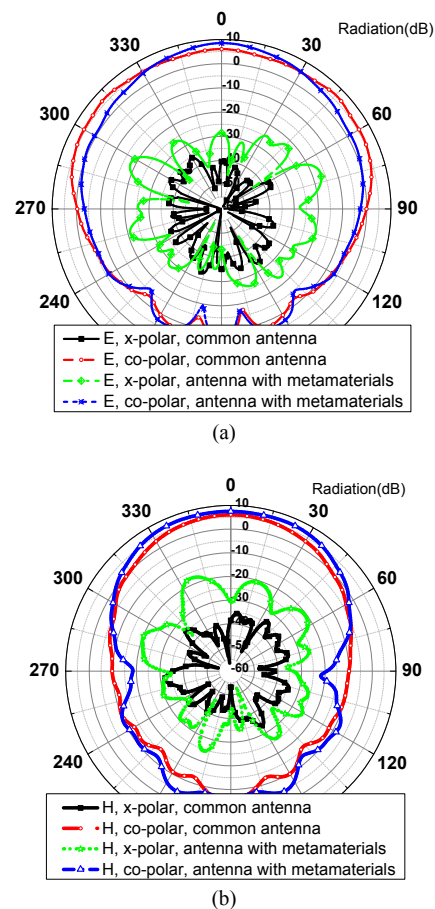 0
Radiation(dB)
10
330
30
0
-10
300
60
-20
-30
270
90
240
120
E, x-polar, common antenna
E, co-polar, common antenna
E, x-polar, antenna with metamaterials
E, co-polar, antenna with metamaterials
(a)
0
Radiation(dB)
10
330
30
0
-10
300
60
-20
-30
270
-60
90
240
120
H, x-polar, common antenna
H, co-polar, common antenna
H, x-polar, antenna with metamaterials
H, co-polar, antenna with metamaterials
(b)